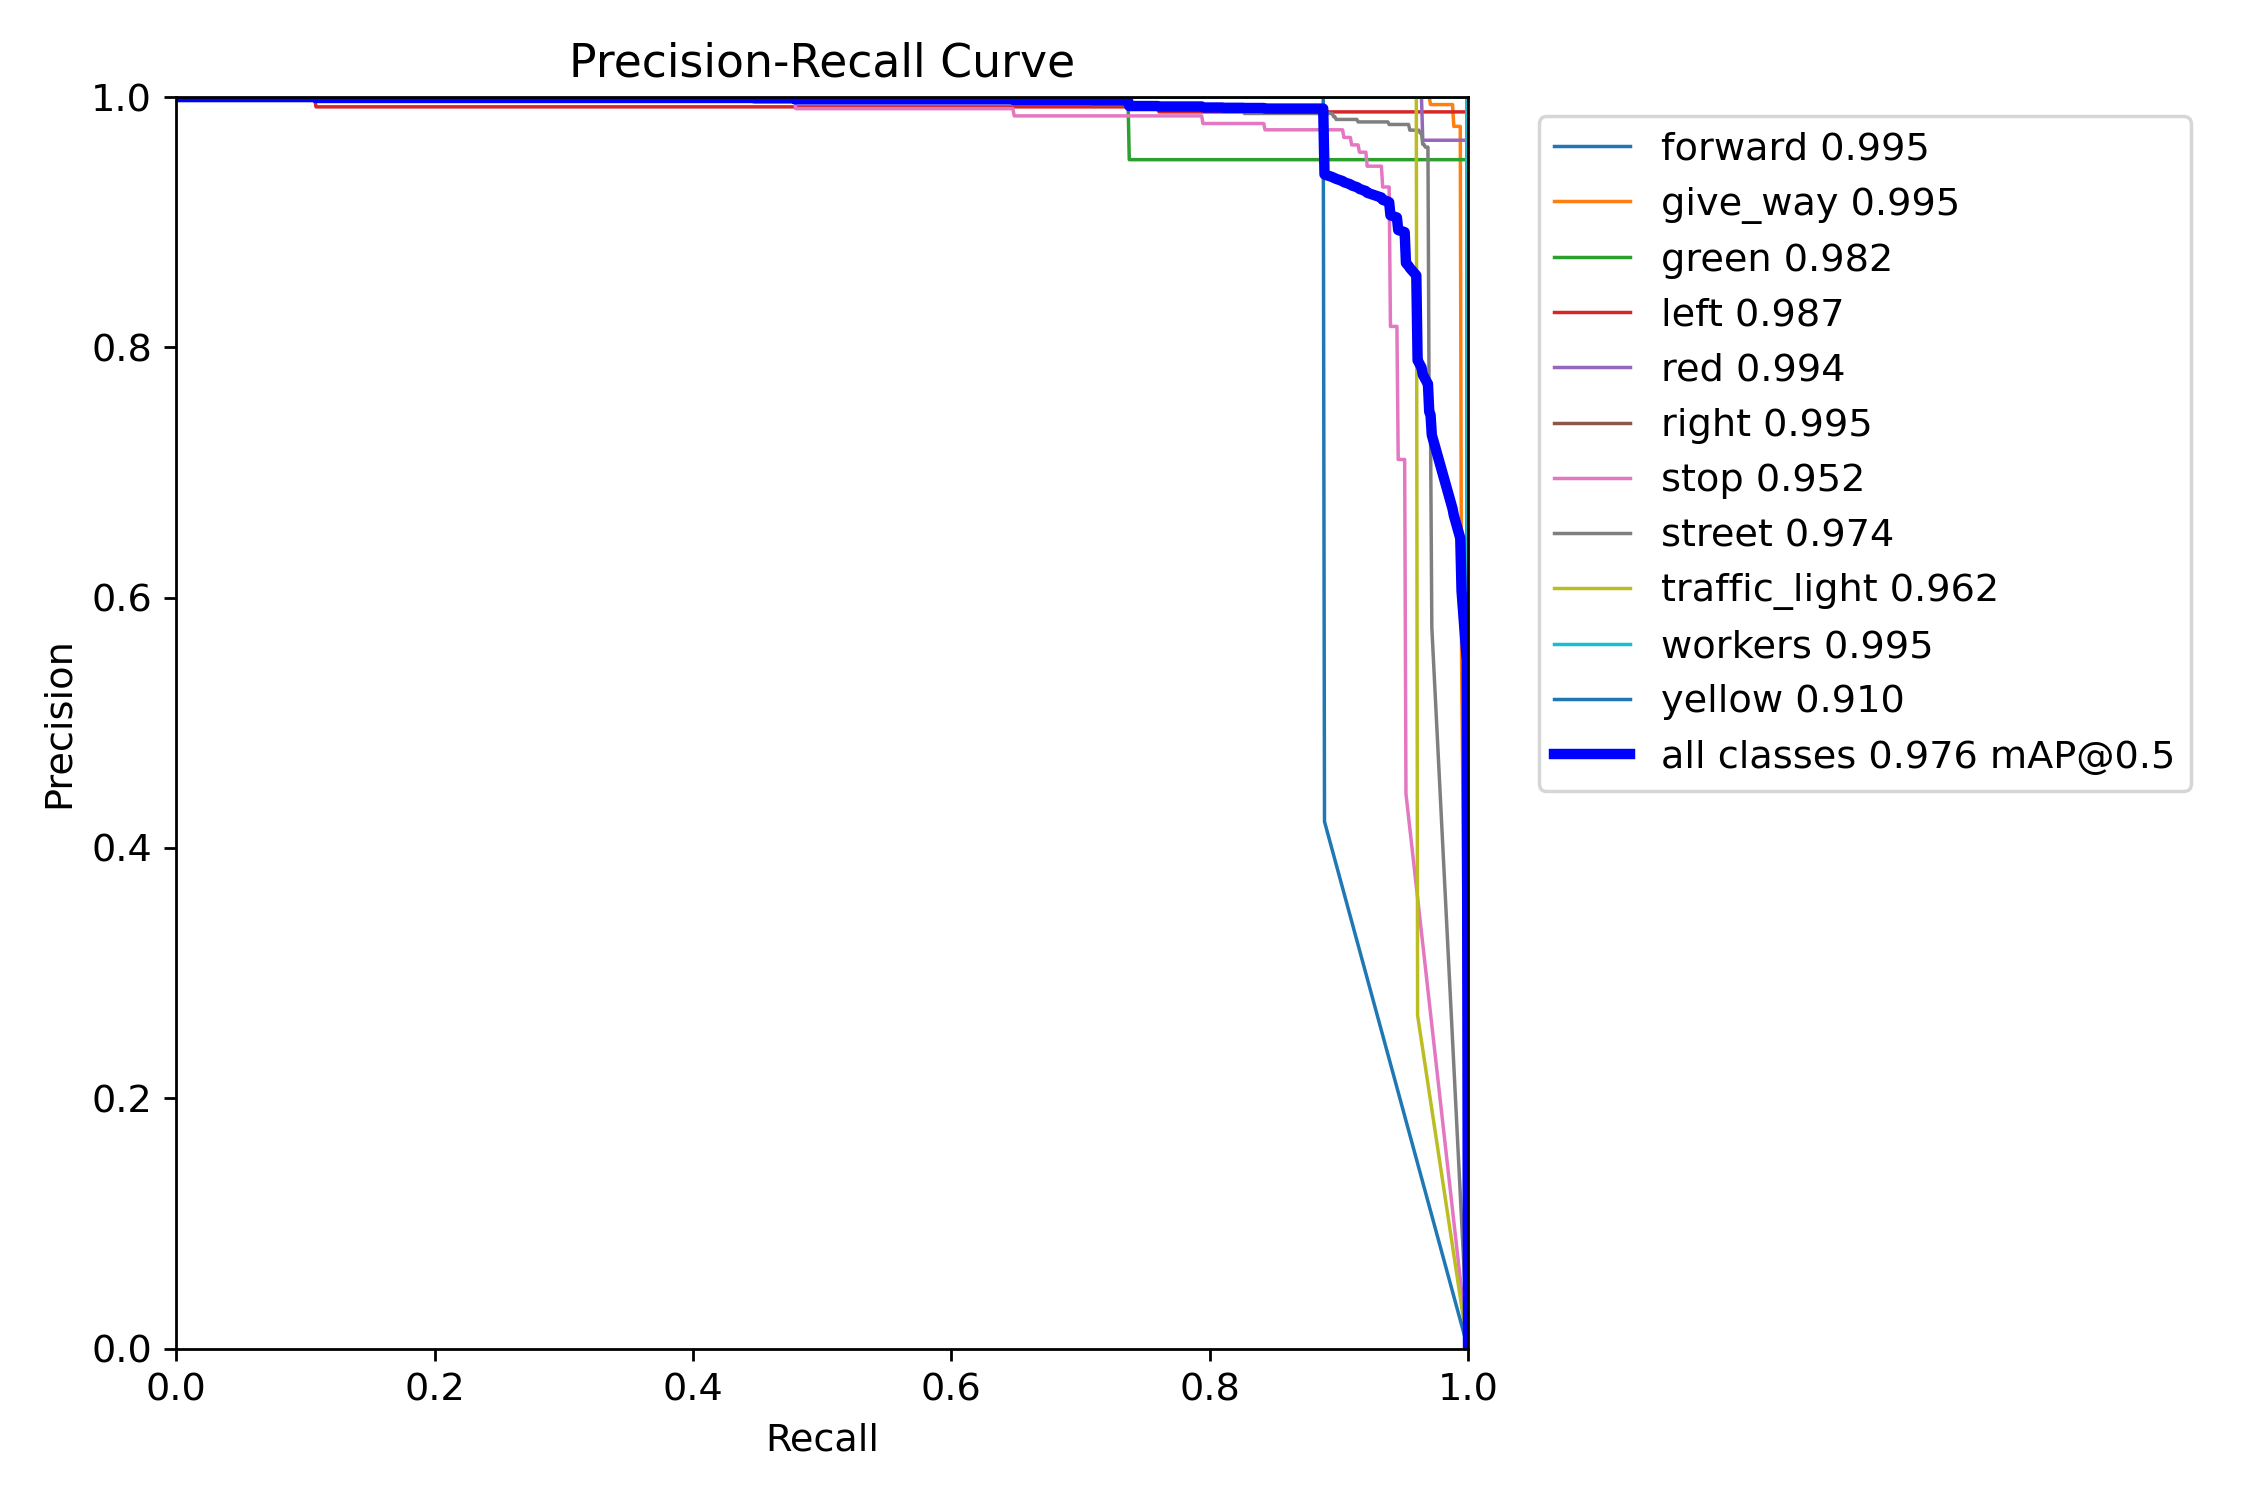 Precision-Recall Curve
1.0
0.8
0.6
0.4
0.2
0.0
Precision
0.0 0.2 0.4 0.6 0.8 1.0
Recall
forward 0.995
give_way 0.995
green 0.982
left 0.987
red 0.994
right 0.995
stop 0.952
street 0.974
traffic_light 0.962
workers 0.995
yellow 0.910
all classes 0.976 mAP@0.5